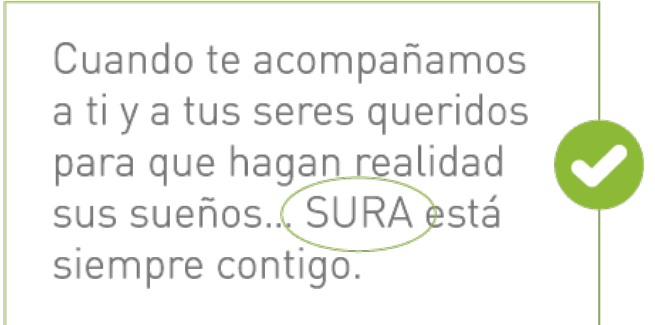 Cuando te acompañamos
a ti y a tus seres queridos
para que hagan realidad
sus sueños... SURA está
siempre contigo.